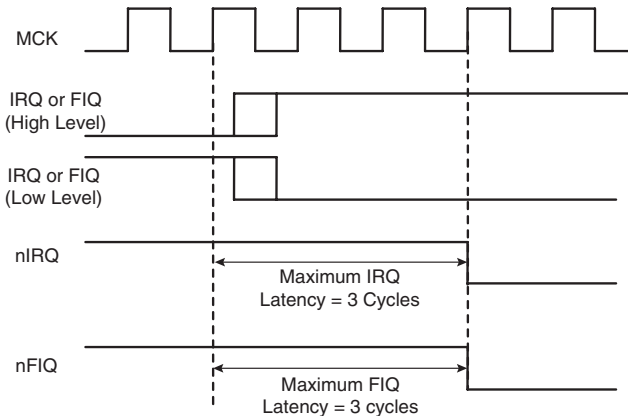 MCK
IRQ or FIQ
(High Level)
IRQ or FIQ
(Low Level)
nIRQ
Maximum IRQ
Latency = 3 Cycles
nFIQ
Maximum FIQ
Latency = 3 cycles